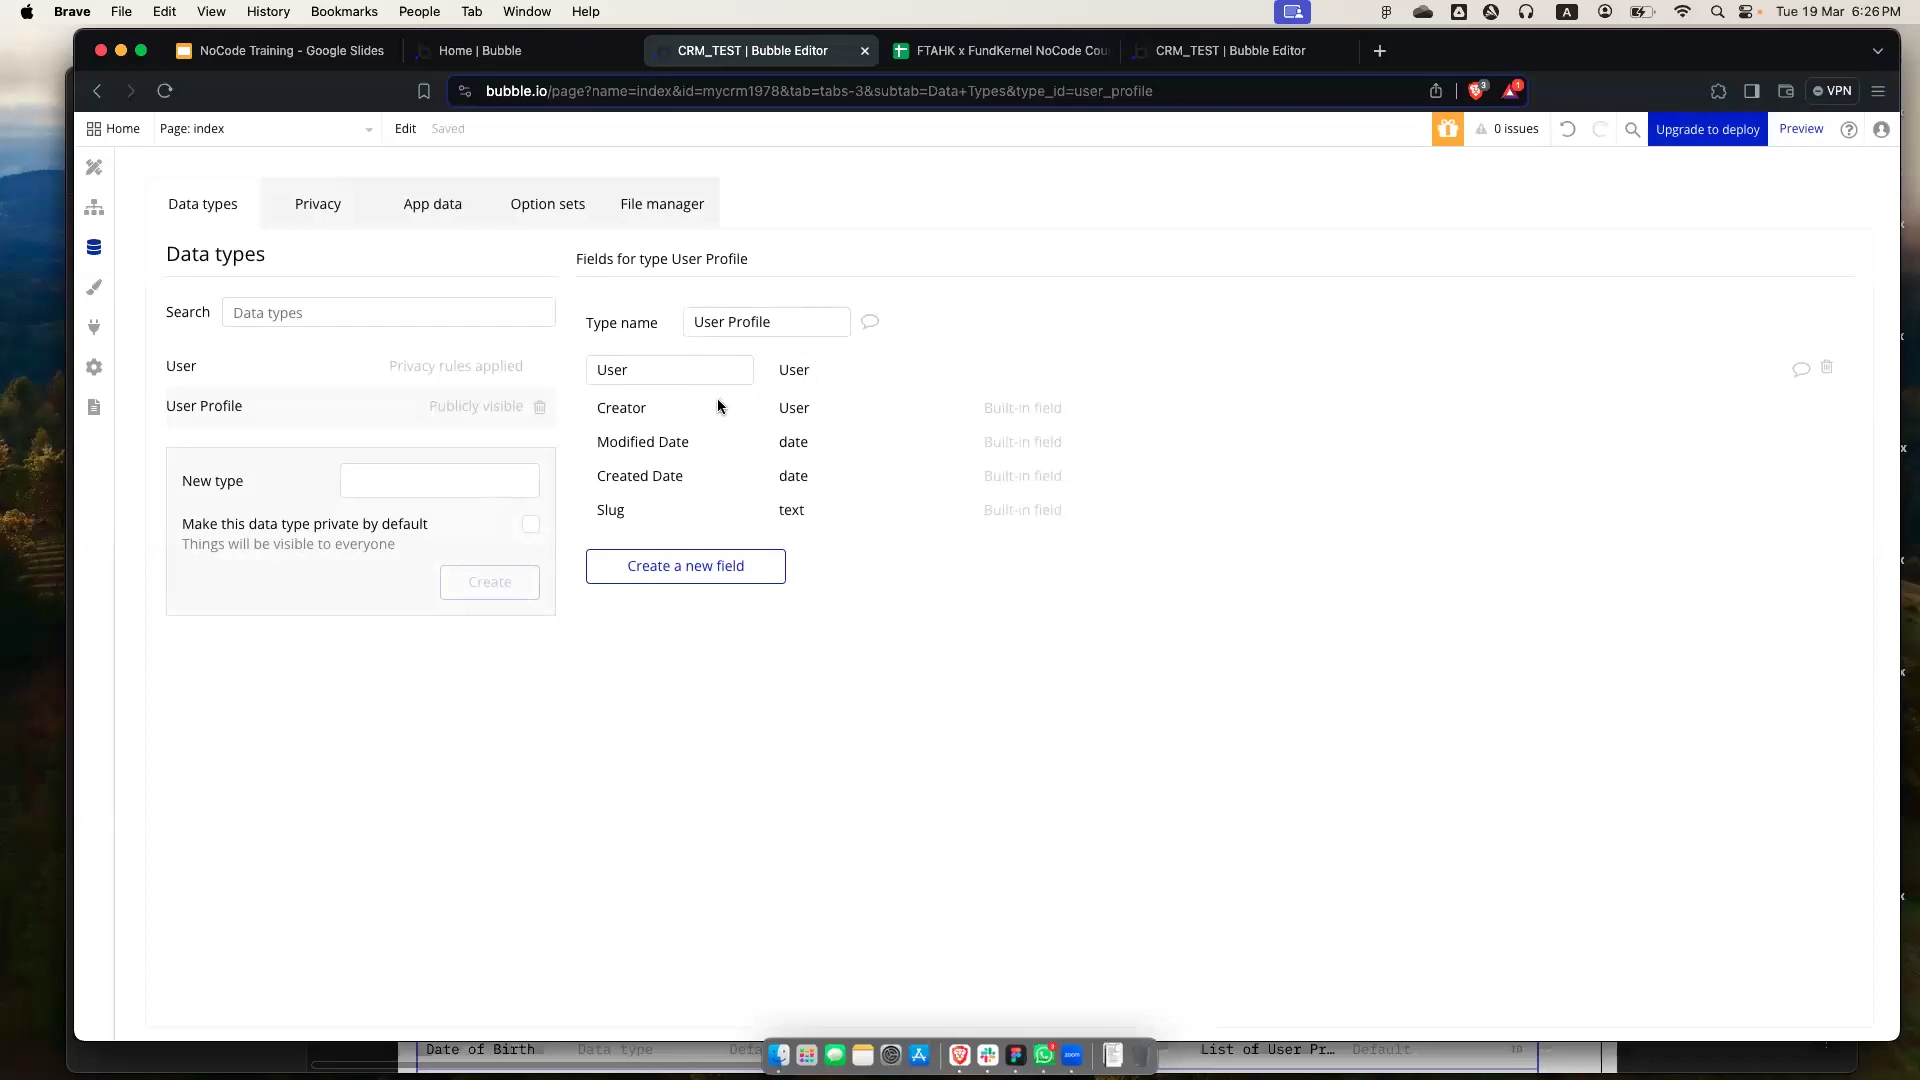 Brave File Edit View History Bookmarks People Tab Window Help A Tue 19 Mar 6:26 PM
NoCode Training - Google Slides Home | Bubble CRM_TEST | Bubble Editor FTAHK x FundKernel NoCode Cou CRM_TEST | Bubble Editor
bubble.io/page?name=index&id=mycrm1978&tab=tabs-3&subtab=Data+Types&type_id=user_profile 3 1 VPN
Home Page: index Edit Saved 0 issues Upgrade to deploy Preview
Data types Privacy App data Option sets File manager
Data types
Fields for type User Profile
Search Data types
Type name User Profile
User Privacy rules applied
User User
User Profile Publicly visible
Creator User Built-in field
Modified Date date Built-in field
Created Date date Built-in field
Slug text Built-in field
New type
Make this data type private by default
Things will be visible to everyone
Create
Create a new field
Date of Birth Data type Defa
List of User Pr... Default
zoom